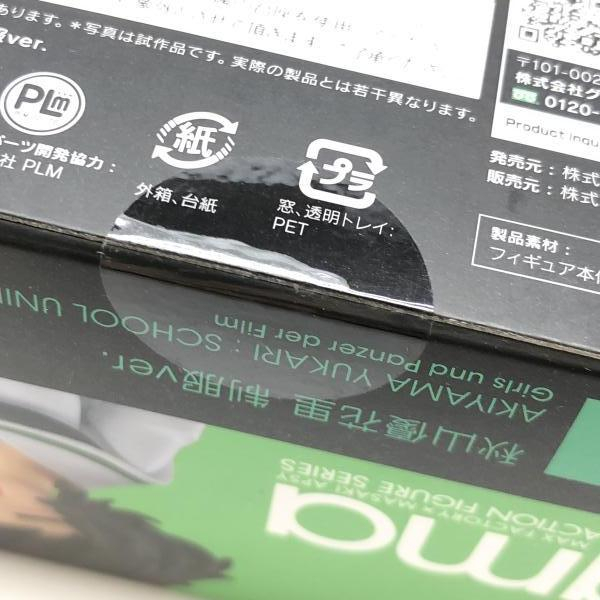 あります。*写真は試作品です。実際の製品とは若干異なります。
ver.
PLM
パーツ開発協力：
社 PLM
紙
外箱、台紙
プラ
窓、透明トレイ：
PET
〒101-002
株式会社グ
0120-
Product Inqu
発売元：株式
販売元：株式
製品素材：
フィギュア本体
Girls und Panzer der Film
AKIYAMA YUKARI : SCHOOL UNIF
秋山優花里 制服ver.
MAX FACTORY × MASAKI APSY
ACTION FIGURE SERIES
ma